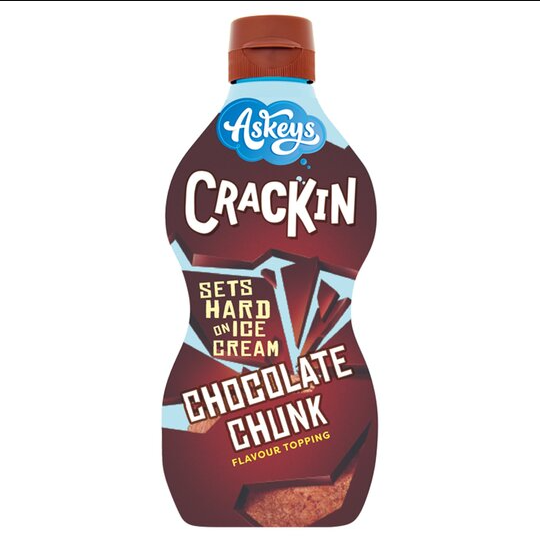 Askeys
CRACKIN
SETS
HARD
ON ICE
CREAM
CHOCOLATE
CHUNK
FLAVOUR TOPPING